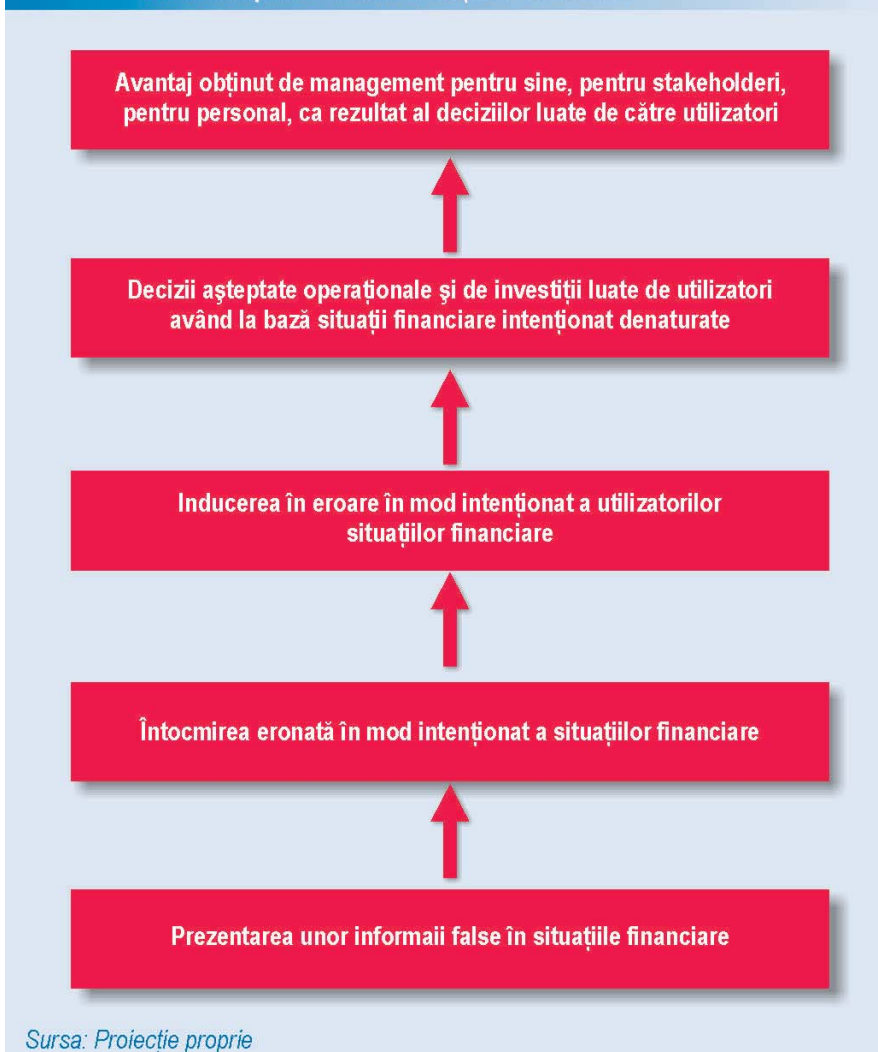 Avantaj obținut de management pentru sine, pentru stakeholderi,
pentru personal, ca rezultat al deciziilor luate de către utilizatori
Decizii aşteptate operaționale şi de investiții luate de utilizatori
având la bază situații financiare intenționat denaturate
Inducerea în eroare în mod intenționat a utilizatorilor
situațiilor financiare
Întocmirea eronată în mod intenționat a situațiilor financiare
Prezentarea unor informaii false în situațiile financiare
Sursa: Proiecție proprie